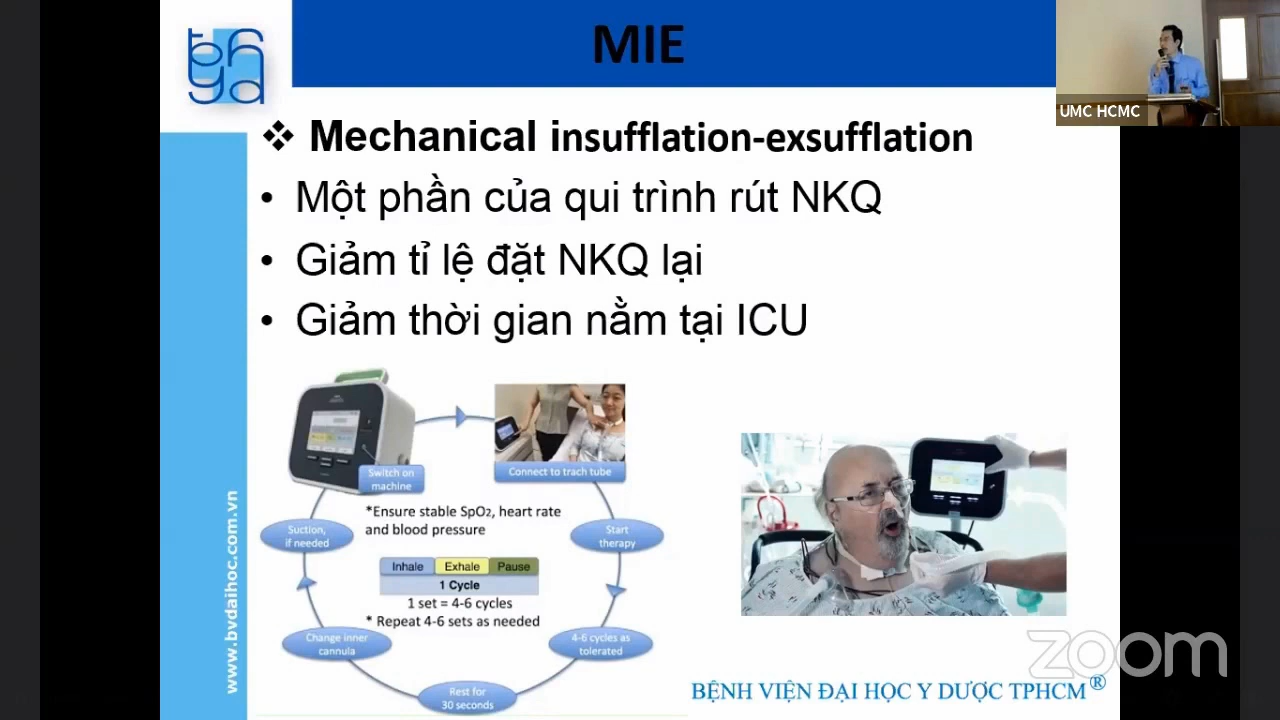 MIE
UMC HCMC
❖ Mechanical insufflation-exsufflation
• Một phần của qui trình rút NKQ
• Giảm tỉ lệ đặt NKQ lại
• Giảm thời gian nằm tại ICU
Switch on
machine
Connect to trach tube
*Ensure stable SpO2, heart rate
and blood pressure
Suction,
if needed
Start
therapy
Inhale Exhale Pause
1 Cycle
1 set = 4-6 cycles
* Repeat 4-6 sets as needed
Change inner
cannula
4-6 cycles as
tolerated
Rest for
30 seconds
www.bvdaihoc.com.vn
zoom
BỆNH VIỆN ĐẠI HỌC Y DƯỢC TPHCM ®